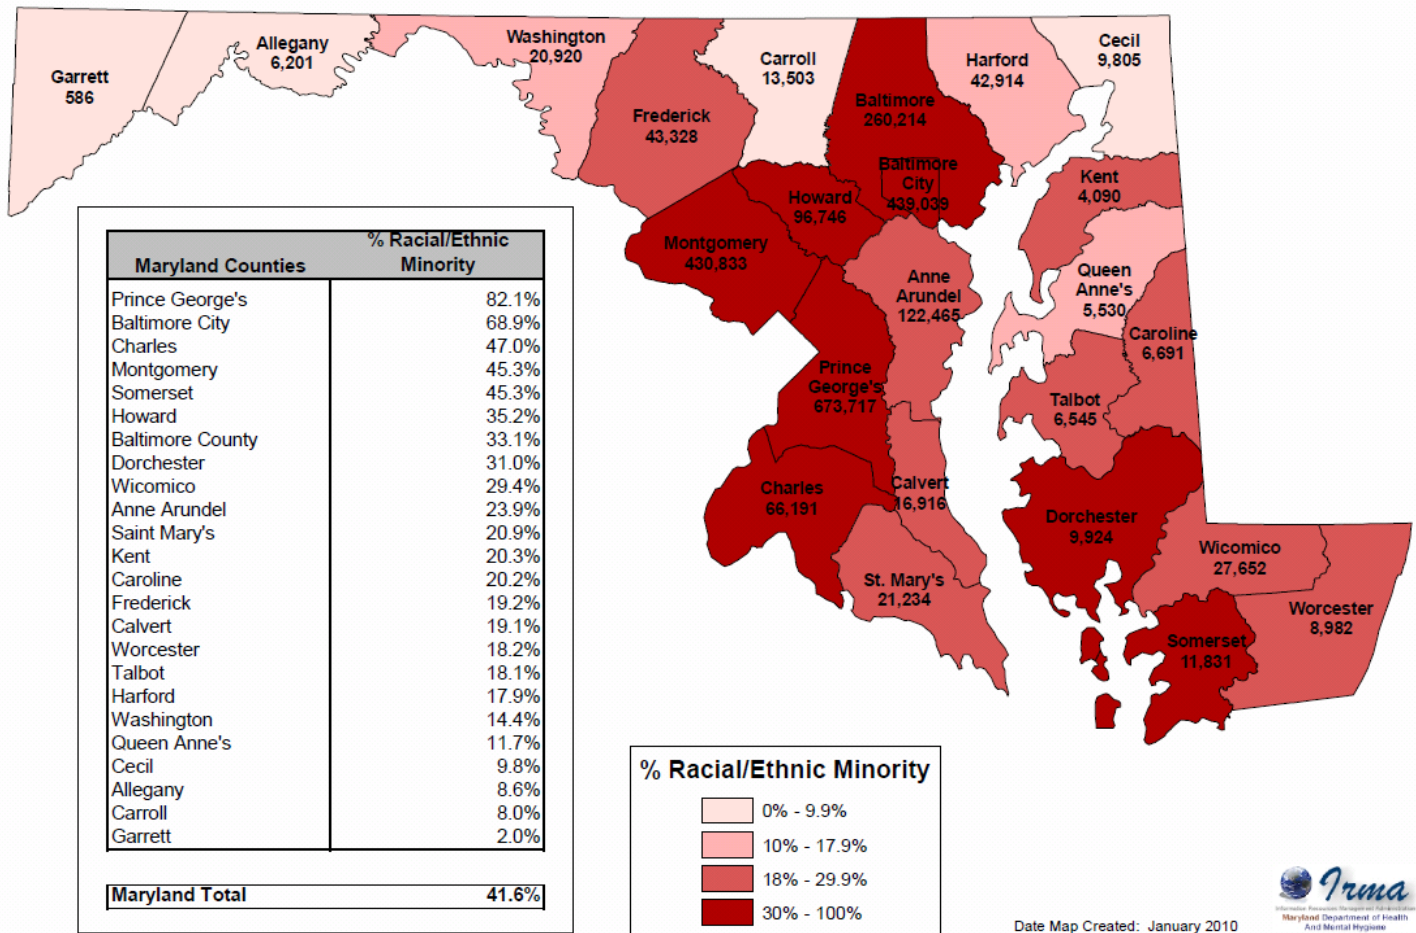 Garrett
586
Allegany
6,201
Washington
20,920
Frederick
43,328
Carroll
13,503
Baltimore
260,214
Baltimore
City
439,039
Harford
42,914
Cecil
9,805
Howard
96,746
Montgomery
430,833
Anne
Arundel
122,465
Prince
George's
673,717
Charles
66,191
Calvert
16,916
St. Mary's
21,234
Kent
4,090
Queen
Anne's
5,530
Caroline
6,691
Talbot
6,545
Dorchester
9,924
Wicomico
27,652
Worcester
8,982
Somerset
11,831
Maryland Counties % Racial/Ethnic Minority
Prince George's 82.1%
Baltimore City 68.9%
Charles 47.0%
Montgomery 45.3%
Somerset 45.3%
Howard 35.2%
Baltimore County 33.1%
Dorchester 31.0%
Wicomico 29.4%
Anne Arundel 23.9%
Saint Mary's 20.9%
Kent 20.3%
Caroline 20.2%
Frederick 19.2%
Calvert 19.1%
Worcester 18.2%
Talbot 18.1%
Harford 17.9%
Washington 14.4%
Queen Anne's 11.7%
Cecil 9.8%
Allegany 8.6%
Carroll 8.0%
Garrett 2.0%
Maryland Total 41.6%
% Racial/Ethnic Minority
0% - 9.9%
10% - 17.9%
18% - 29.9%
30% - 100%
Date Map Created: January 2010
Irma
Information Resources Management Administration
Maryland Department of Health
And Mental Hygiene